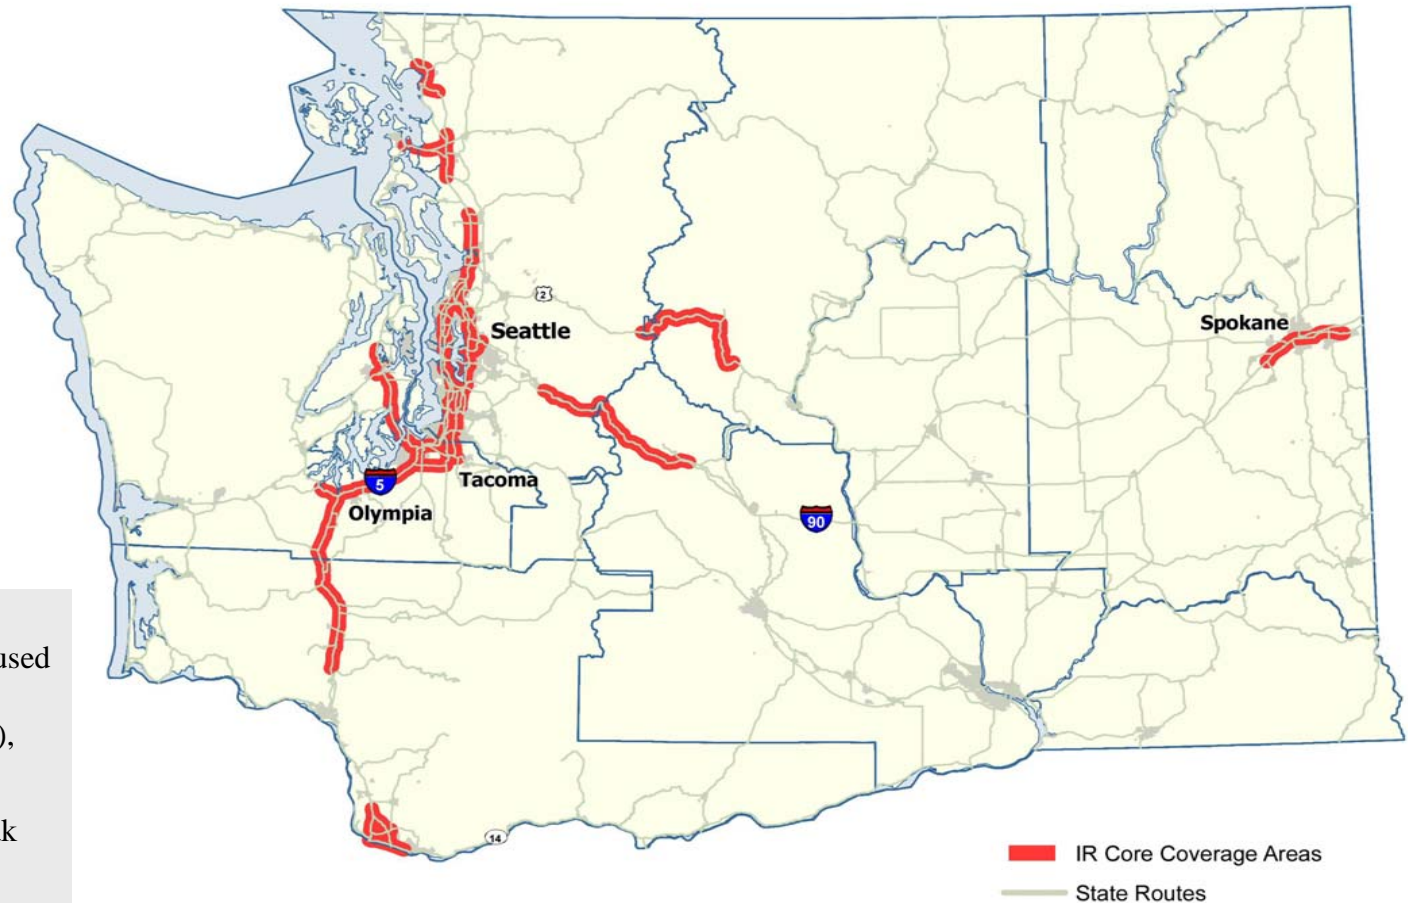 2
Seattle
Spokane
Tacoma
5
Olympia
90
used
),
k
14
IR Core Coverage Areas
State Routes